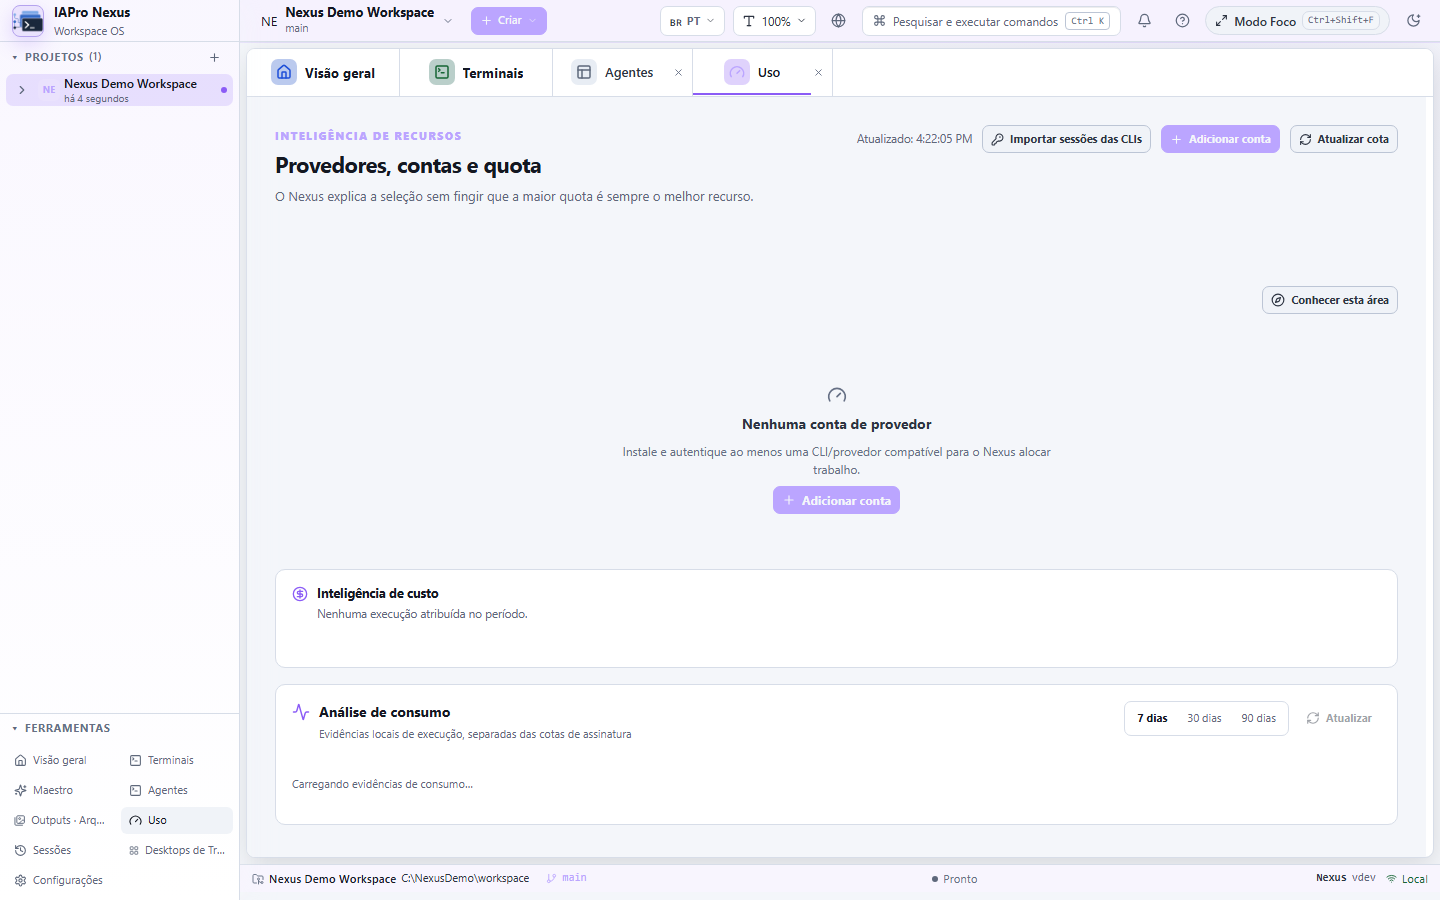 IAPro Nexus
Workspace OS
PROJETOS (1)
NE
Nexus Demo Workspace
há 4 segundos
NE
Nexus Demo Workspace
main
Criar
BR PT
100%
Pesquisar e executar comandos
Ctrl K
Modo Foco
Ctrl+Shift+F
Visão geral
Terminais
Agentes
Uso
INTELIGÊNCIA DE RECURSOS
Provedores, contas e quota
O Nexus explica a seleção sem fingir que a maior quota é sempre o melhor recurso.
Atualizado: 4:22:05 PM
Importar sessões das CLIs
Adicionar conta
Atualizar cota
Conhecer esta área
Nenhuma conta de provedor
Instale e autentique ao menos uma CLI/provedor compatível para o Nexus alocar
trabalho.
Adicionar conta
Inteligência de custo
Nenhuma execução atribuída no período.
Análise de consumo
Evidências locais de execução, separadas das cotas de assinatura
7 dias
30 dias
90 dias
Atualizar
Carregando evidências de consumo...
FERRAMENTAS
Visão geral
Terminais
Maestro
Agentes
Outputs · Arq...
Uso
Sessões
Desktops de Tr...
Configurações
Nexus Demo Workspace C:\NexusDemo\workspace
main
Pronto
Nexus vdev
Local